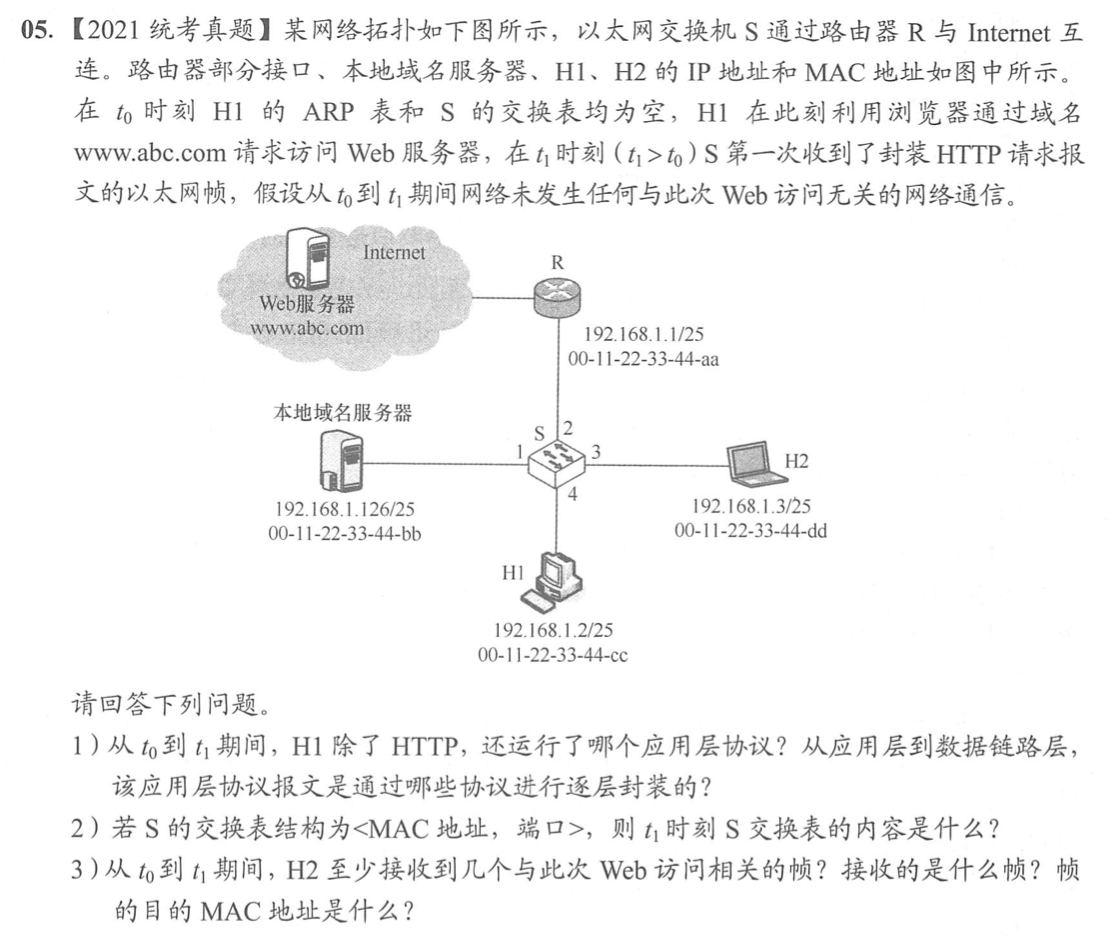 05.【2021 统考真题】某网络拓扑如下图所示，以太网交换机 S 通过路由器 R 与 Internet 互
连。路由器部分接口、本地域名服务器、H1、H2 的 IP 地址和 MAC 地址如图中所示。
在 t0 时刻 H1 的 ARP 表和 S 的交换表均为空，H1 在此刻利用浏览器通过域名
www.abc.com 请求访问 Web 服务器，在 t1 时刻（t1>t0）S 第一次收到了封装 HTTP 请求报
文的以太网帧，假设从 t0 到 t1 期间网络未发生任何与此次 Web 访问无关的网络通信。
Internet
R
Web服务器
www.abc.com
192.168.1.1/25
00-11-22-33-44-aa
本地域名服务器
S
2
1
3
H2
4
192.168.1.126/25
00-11-22-33-44-bb
192.168.1.3/25
00-11-22-33-44-dd
H1
192.168.1.2/25
00-11-22-33-44-cc
请回答下列问题。
1）从 t0 到 t1 期间，H1 除了 HTTP，还运行了哪个应用层协议？从应用层到数据链路层，
该应用层协议报文是通过哪些协议进行逐层封装的？
2）若 S 的交换表结构为<MAC 地址，端口>，则 t1 时刻 S 交换表的内容是什么？
3）从 t0 到 t1 期间，H2 至少接收到几个与此次 Web 访问相关的帧？接收的是什么帧？帧
的目的 MAC 地址是什么？